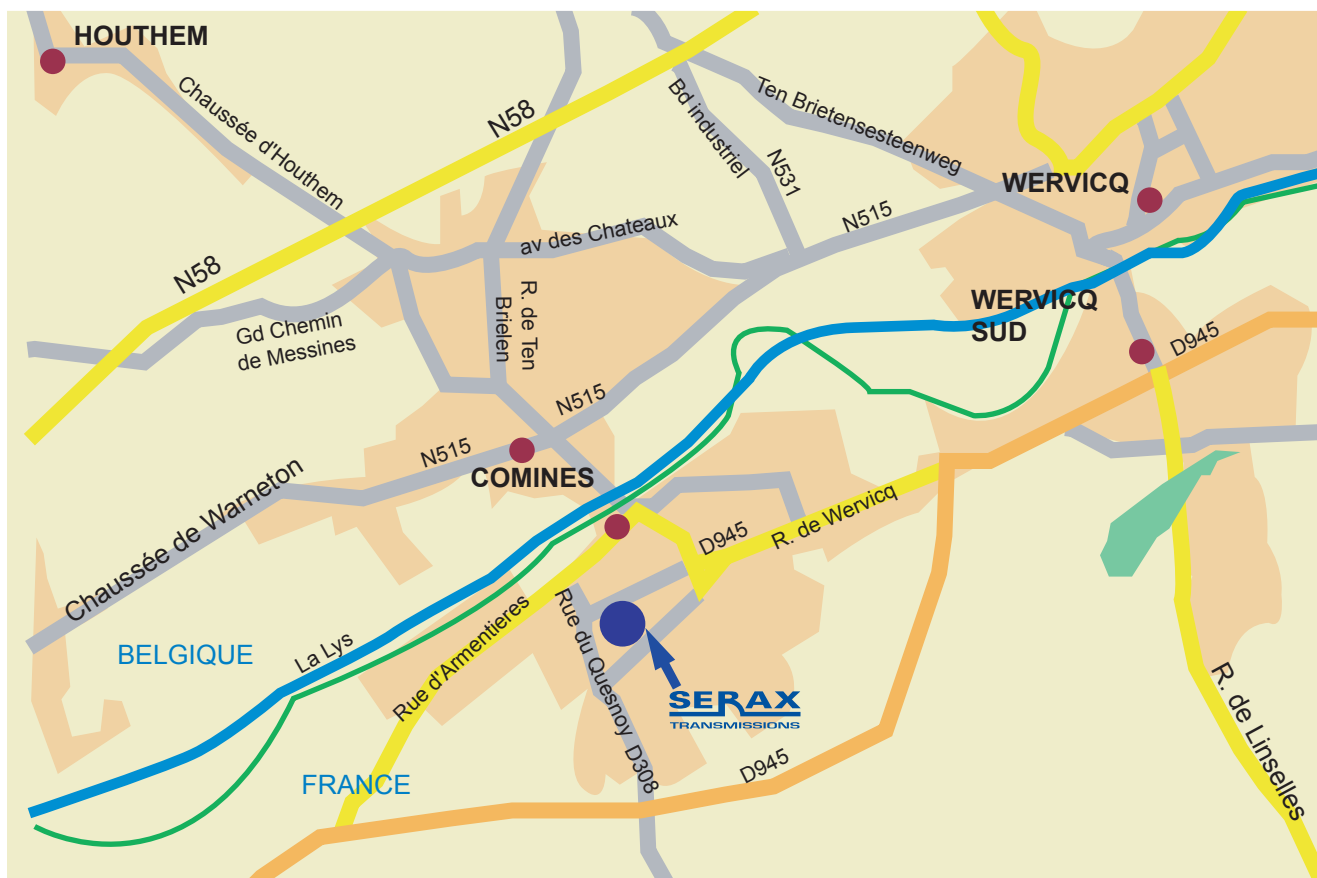 HOUTHEM
Chaussée d'Houthem
N58
Bd industriel
Ten Brietensesteenweg
N531
WERVICQ
N515
av des Chateaux
N58
Gd Chemin
de Messines
R. de Ten
Brielen
WERVICQ
SUD
D945
N515
N515
COMINES
Chaussée de Warneton
D945
R. de Wervicq
BELGIQUE
La Lys
Rue d'Armentieres
Rue du Quesnoy
D308
SERAX
TRANSMISSIONS
FRANCE
D945
R. de Linselles